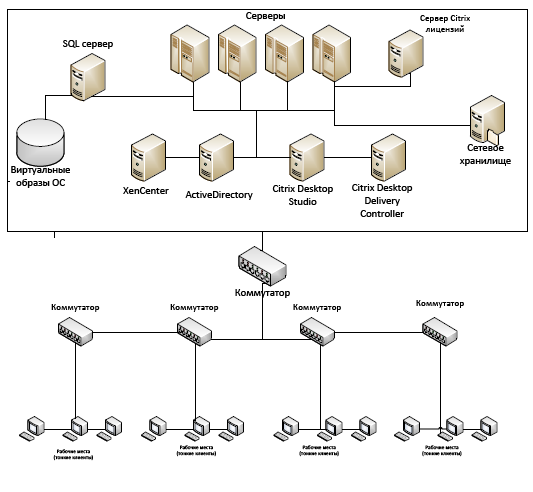 Серверы
Сервер Citrix
лицензий
SQL сервер
Виртуальные
образы ОС
Сетевое
хранилище
XenCenter
ActiveDirectory
Citrix Desktop
Studio
Citrix Desktop
Delivery
Controller
Коммутатор
Коммутатор
Коммутатор
Коммутатор
Коммутатор
Рабочие места
(тонкие клиенты)
Рабочие места
(тонкие клиенты)
Рабочие места
(тонкие клиенты)
Рабочие места
(тонкие клиенты)